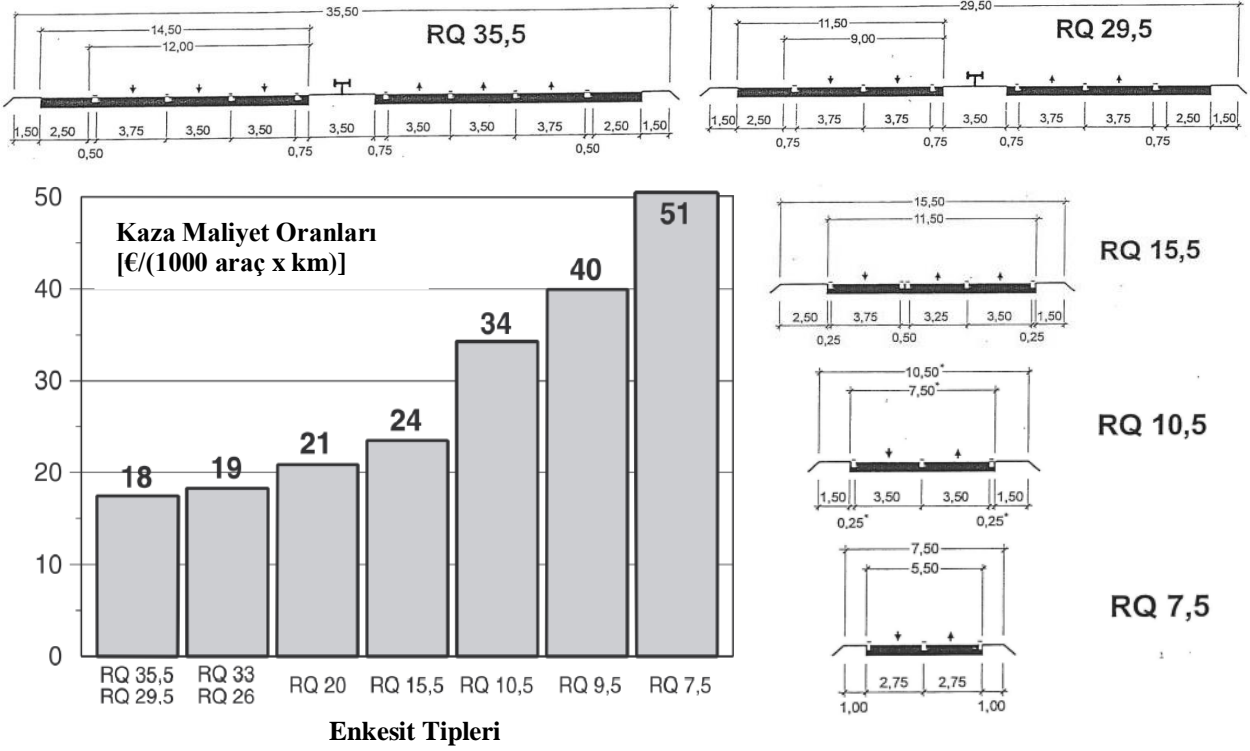 35,50
14,50
12,00
RQ 35,5
1,50 2,50 3,75 3,50 3,50 3,50 3,50 3,50 3,75 2,50 1,50
0,50 0,75 0,75 0,50
29,50
11,50
9,00
RQ 29,5
1,50 2,50 3,75 3,75 3,50 3,75 3,75 2,50 1,50
0,75 0,75 0,75 0,75
Kaza Maliyet Oranları
[€/(1000 araç x km)]
50
40
30
20
10
0
18
19
21
24
34
40
51
RQ 35,5 RQ 33 RQ 20 RQ 15,5 RQ 10,5 RQ 9,5 RQ 7,5
RQ 29,5 RQ 26
Enkesit Tipleri
15,50
11,50
RQ 15,5
2,50 3,75 3,25 3,50 1,50
0,25 0,50 0,25
10,50*
7,50*
RQ 10,5
1,50 3,50 3,50 1,50
0,25* 0,25*
7,50
5,50
RQ 7,5
2,75 2,75
1,00 1,00